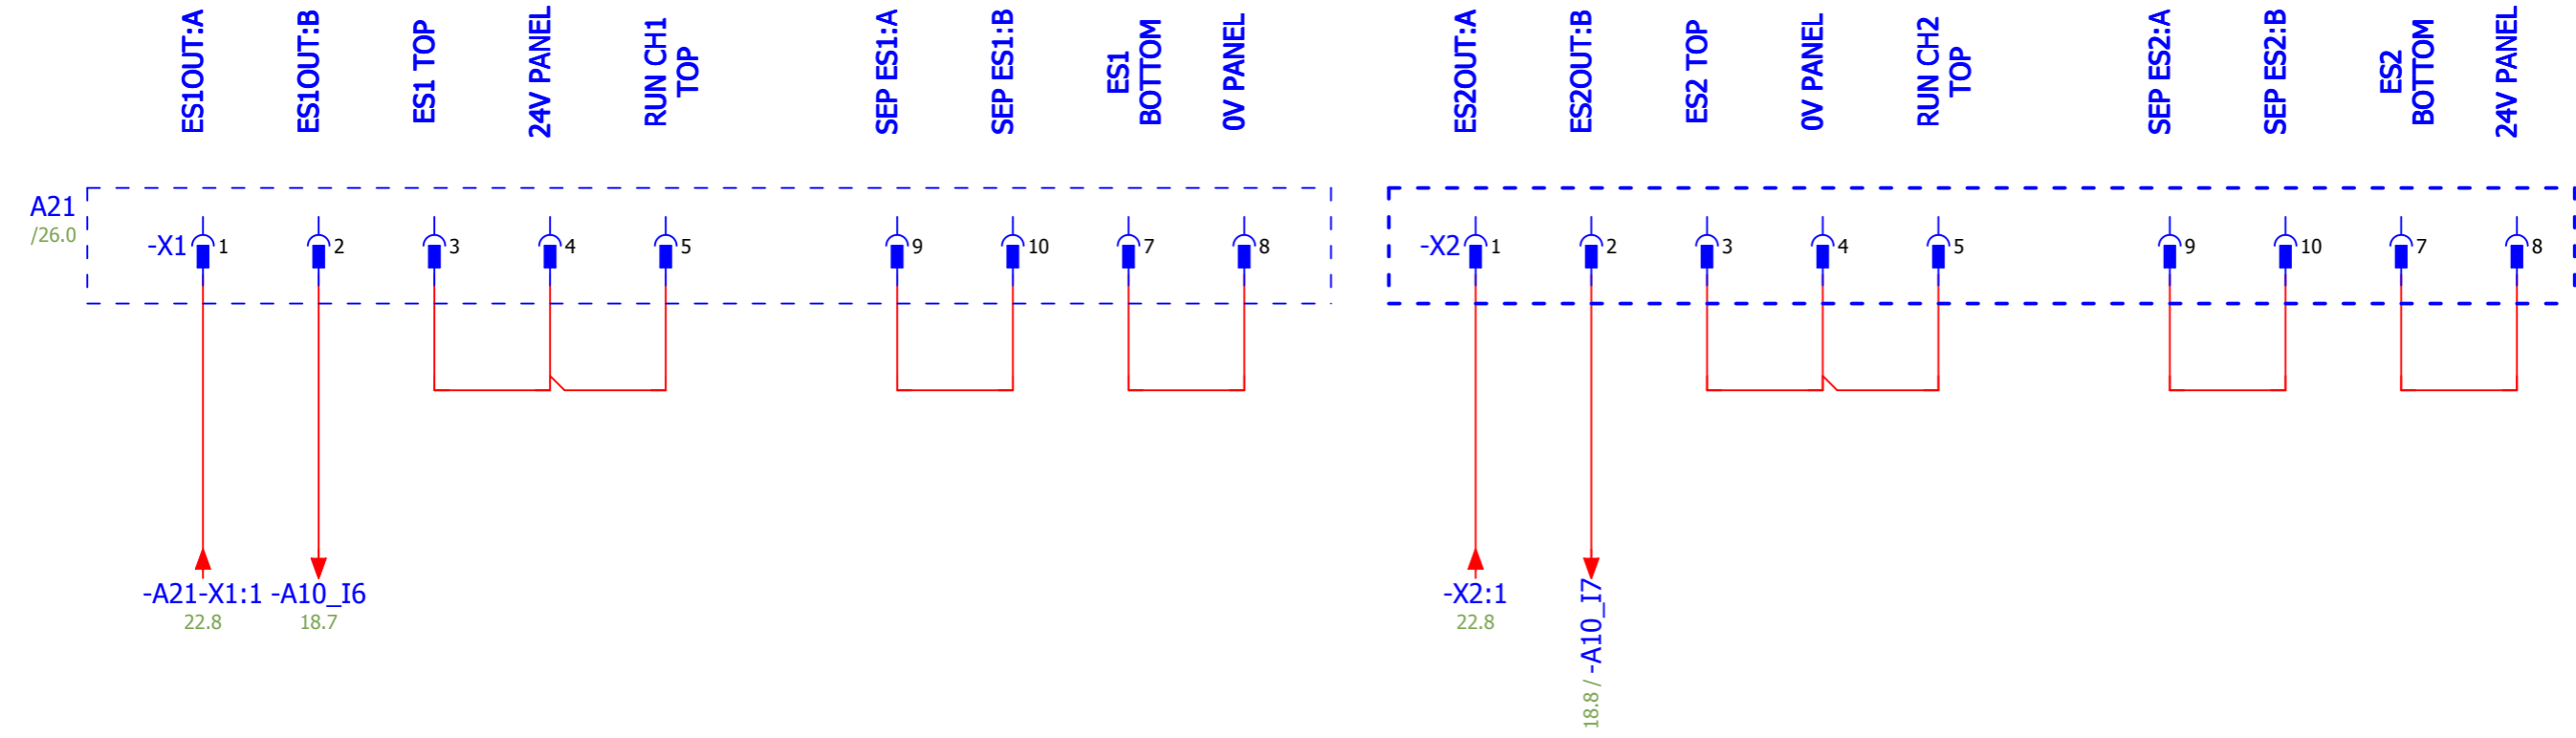 ES1OUT:A
ES1OUT:B
ES1 TOP
24V PANEL
RUN CH1
TOP
SEP ES1:A
SEP ES1:B
ES1
BOTTOM
0V PANEL
ES2OUT:A
ES2OUT:B
ES2 TOP
0V PANEL
RUN CH2
TOP
SEP ES2:A
SEP ES2:B
ES2
BOTTOM
24V PANEL
A21
/26.0
-X1
1
2
3
4
5
9
10
7
8
-X2
1
2
3
4
5
9
10
7
8
-A21-X1:1
22.8
-A10_I6
18.7
-X2:1
22.8
18.8 / -A10_I7